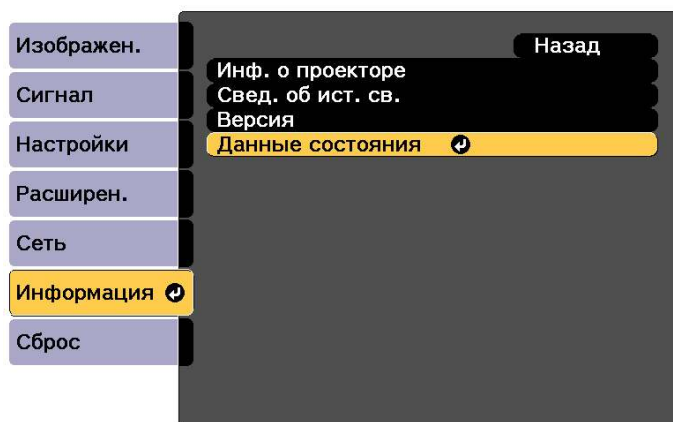 Изображен.
Сигнал
Настройки
Расширен.
Сеть
Информация
Сброс
Назад
Инф. о проекторе
Свед. об ист. св.
Версия
Данные состояния